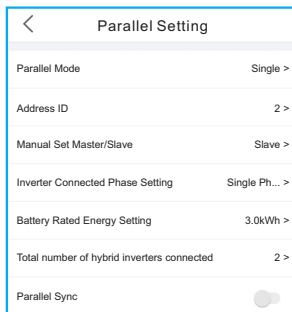 Parallel Setting
Parallel Mode Single >
Address ID 2 >
Manual Set Master/Slave Slave >
Inverter Connected Phase Setting Single Ph... >
Battery Rated Energy Setting 3.0kWh >
Total number of hybrid inverters connected 2 >
Parallel Sync